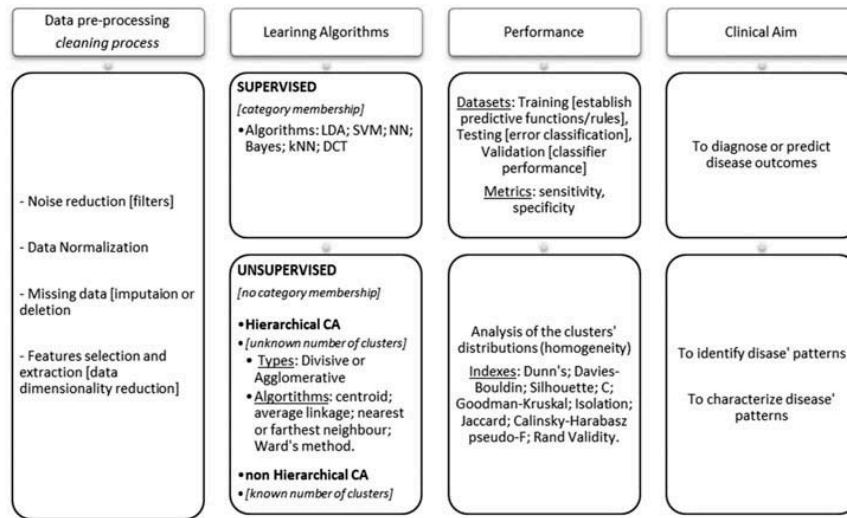 Data pre-processing
cleaning process
Learinng Algorithms
Performance
Clinical Aim
- Noise reduction [filters]
- Data Normalization
- Missing data [imputaion or
deletion
- Features selection and
extraction [data
dimensionality reduction]
SUPERVISED
[category membership]
•Algorithms: LDA; SVM; NN;
Bayes; kNN; DCT
Datasets: Training [establish
predictive functions/rules],
Testing [error classification],
Validation [classifier
performance]
Metrics: sensitivity,
specificity
To diagnose or predict
disease outcomes
UNSUPERVISED
[no category membership]
•Hierarchical CA
•[unknown number of clusters]
•Types: Divisive or
Agglomerative
•Algortithms: centroid;
average linkage; nearest
or farthest neighbour;
Ward's method.
•non Hierarchical CA
•[known number of clusters]
Analysis of the clusters'
distributions (homogeneity)
Indexes: Dunn's; Davies-
Bouldin; Silhouette; C;
Goodman-Kruskal; Isolation;
Jaccard; Calinsky-Harabasz
pseudo-F; Rand Validity.
To identify disase' patterns
To characterize disease'
patterns